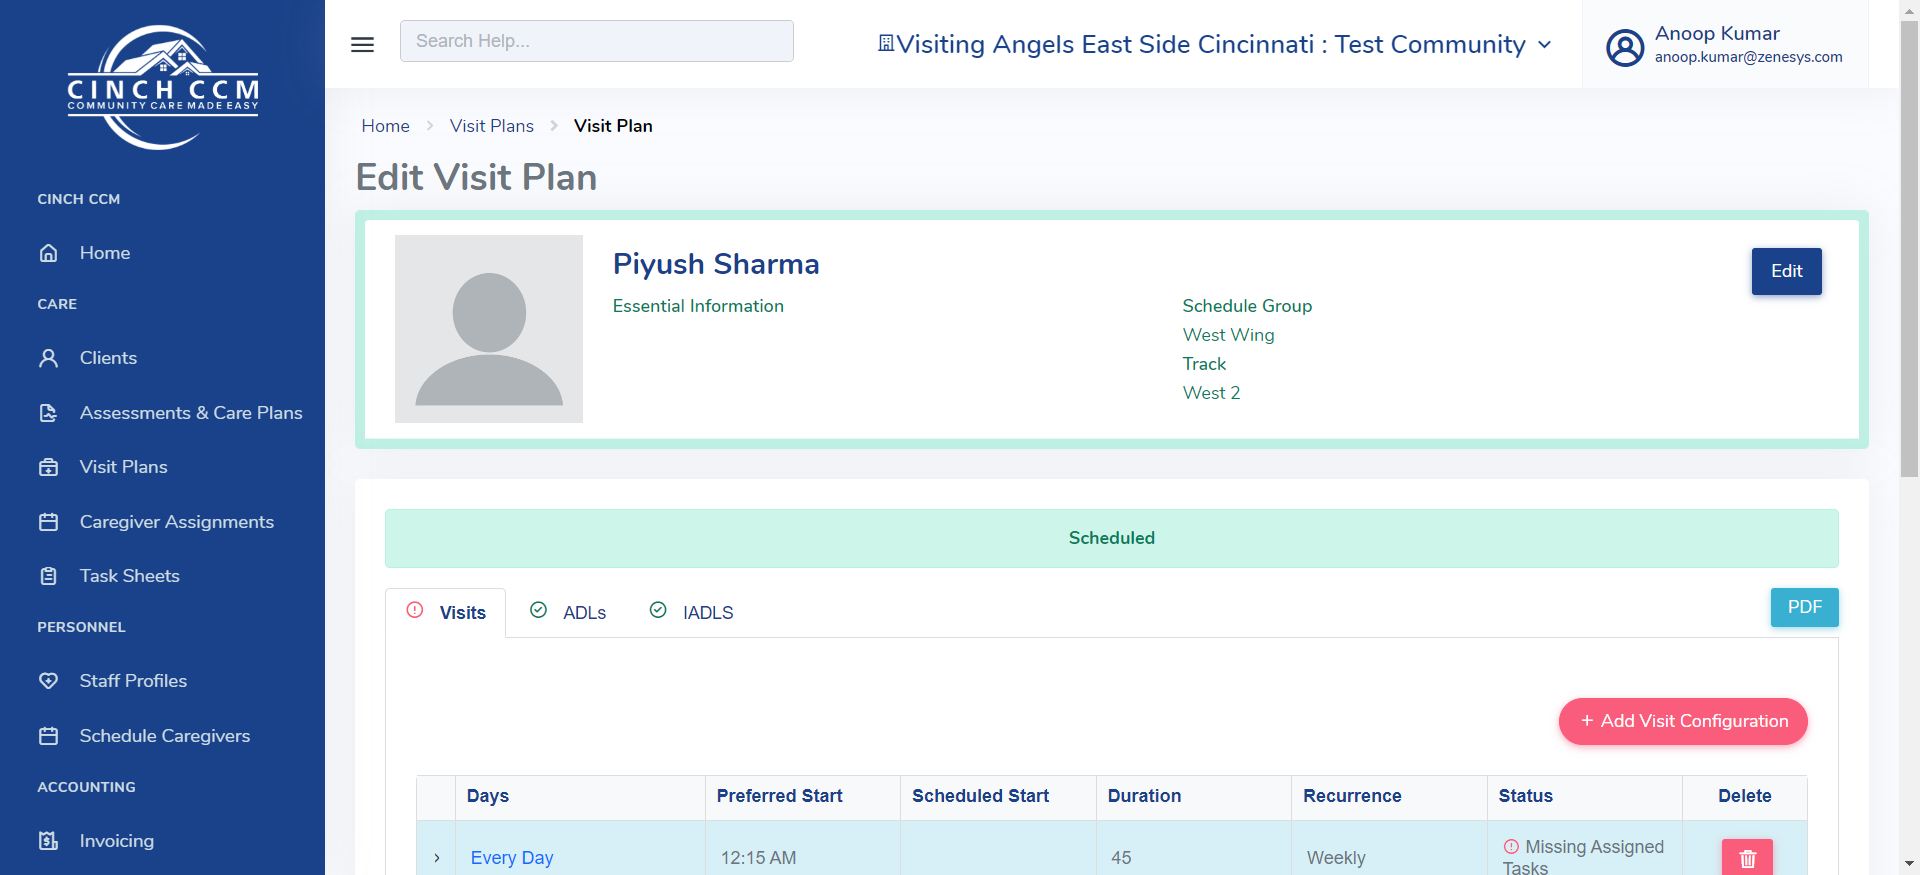 CINCH CCM
COMMUNITY CARE MADE EASY
Search Help...
Visiting Angels East Side Cincinnati : Test Community
Anoop Kumar
anoop.kumar@zenesys.com
CINCH CCM
Home
CARE
Clients
Assessments & Care Plans
Visit Plans
Caregiver Assignments
Task Sheets
PERSONNEL
Staff Profiles
Schedule Caregivers
ACCOUNTING
Invoicing
Home > Visit Plans > Visit Plan
Edit Visit Plan
Piyush Sharma
Edit
Essential Information
Schedule Group
West Wing
Track
West 2
Scheduled
Visits ADLs IADLS
PDF
+ Add Visit Configuration
Days Preferred Start Scheduled Start Duration Recurrence Status Delete
Every Day 12:15 AM 45 Weekly Missing Assigned
Tasks